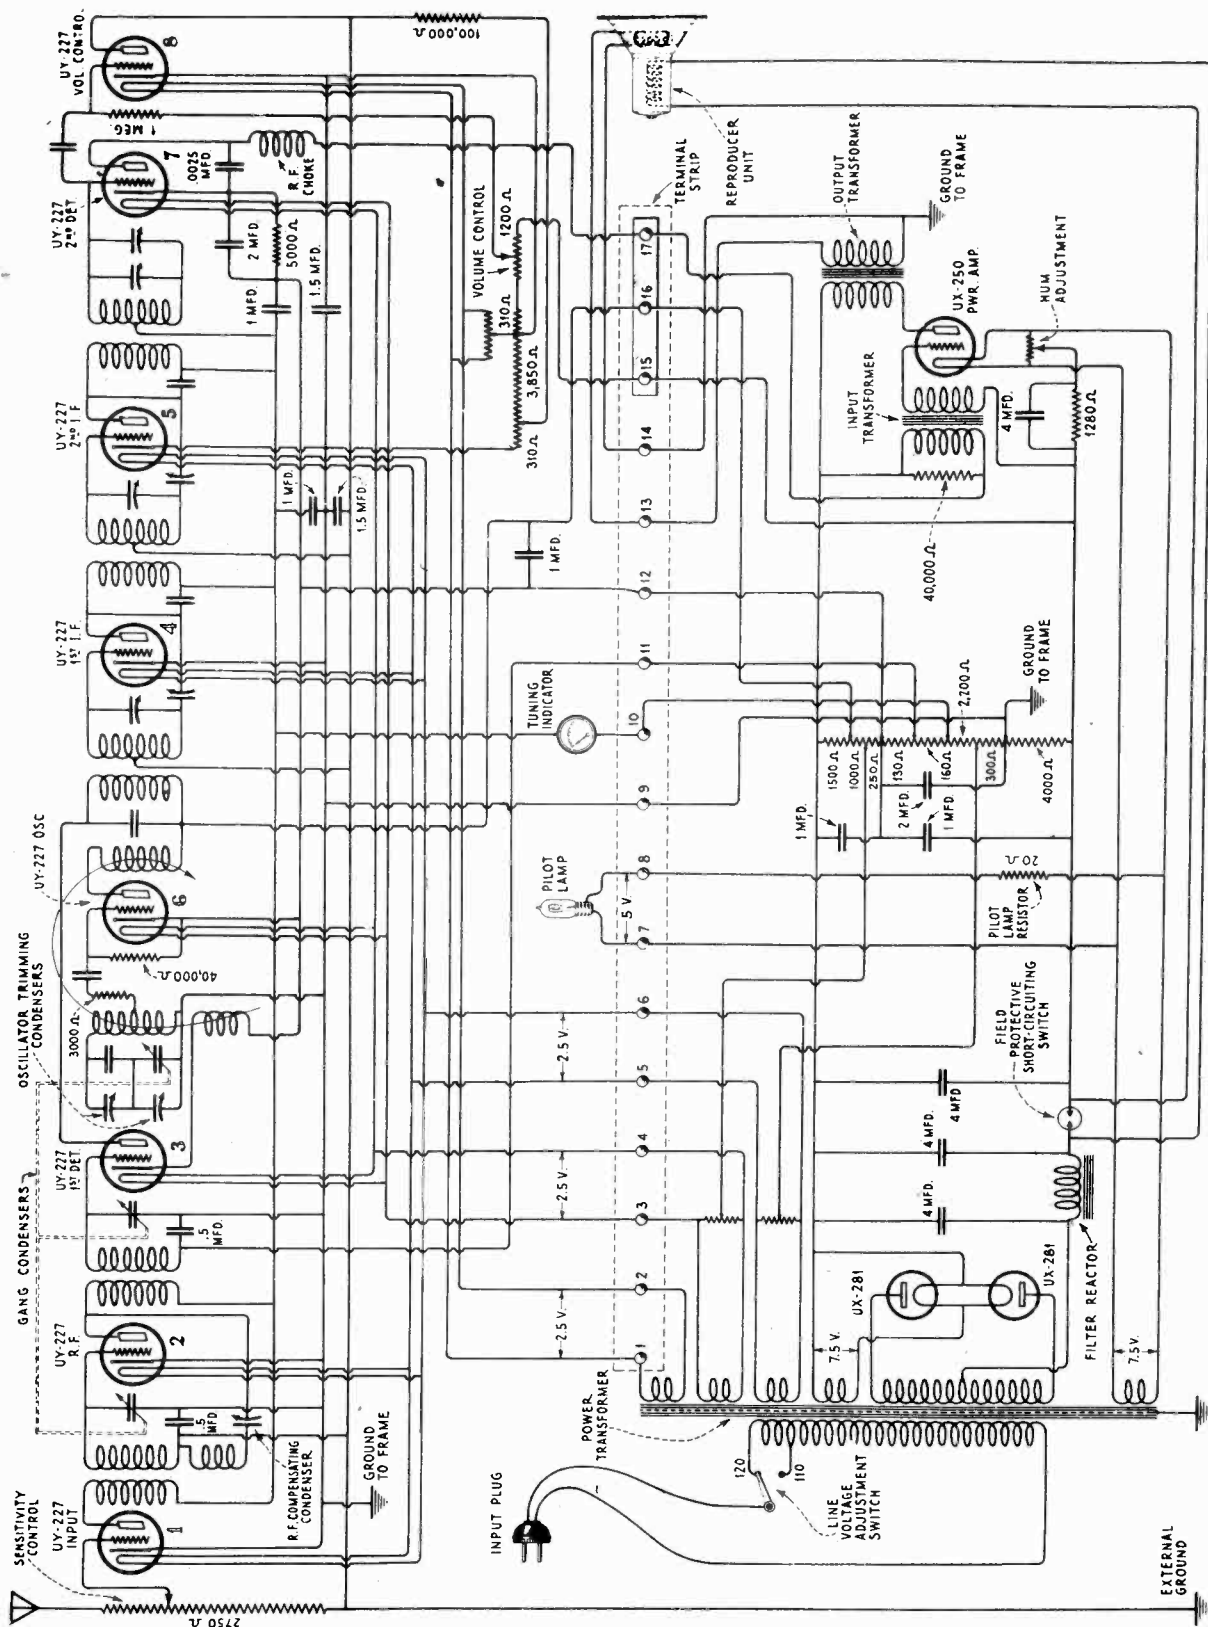 SENSITIVITY
CONTROL
UY-227
INPUT
1
2750 Ω
GANG CONDENSERS
UY-227
R.F.
2
.5
MFD
R.F. COMPENSATING
CONDENSER
GROUND
TO FRAME
UY-227
1ST DET.
3
.5
MFD.
OSCILLATOR TRIMMING
CONDENSERS
3000 Ω
40,000 Ω
UY-227 OSC
6
UY-227
1ST I.F.
4
UY-227
2ND I.F
5
1 MFD.
1.5 MFD.
UY-227
2ND DET.
7
1 MFD.
2 MFD.
5000 Ω
1.5 MFD.
.0025
MFD.
R.F.
CHOKE
1 MEG.
UY-227
VOL. CONTROL
8
100,000 Ω
VOLUME CONTROL
310 Ω
3,850 Ω
310 Ω
1200 Ω
1 MFD.
TUNING
INDICATOR
PILOT
LAMP
5 V.
2.5 V.
2.5 V.
2.5 V.
TERMINAL
STRIP
1
2
3
4
5
6
7
8
9
10
11
12
13
14
15
16
17
REPRODUCER
UNIT
INPUT PLUG
POWER
TRANSFORMER
120
110
LINE
VOLTAGE
ADJUSTMENT
SWITCH
EXTERNAL
GROUND
7.5 V.
7.5 V.
UX-281
UX-281
FILTER REACTOR
4 MFD.
4 MFD.
4 MFD
FIELD
PROTECTIVE
SHORT-CIRCUITING
SWITCH
PILOT
LAMP
RESISTOR
20
Ω
1 MFD.
2 MFD.
1 MFD.
1500 Ω
1000 Ω
250 Ω
130 Ω
160 Ω
2,200 Ω
300 Ω
4000 Ω
GROUND
TO FRAME
40,000 Ω
INPUT
TRANSFORMER
4 MFD.
1280 Ω
UX-250
PWR. AMP.
HUM
ADJUSTMENT
OUTPUT
TRANSFORMER
GROUND
TO FRAME